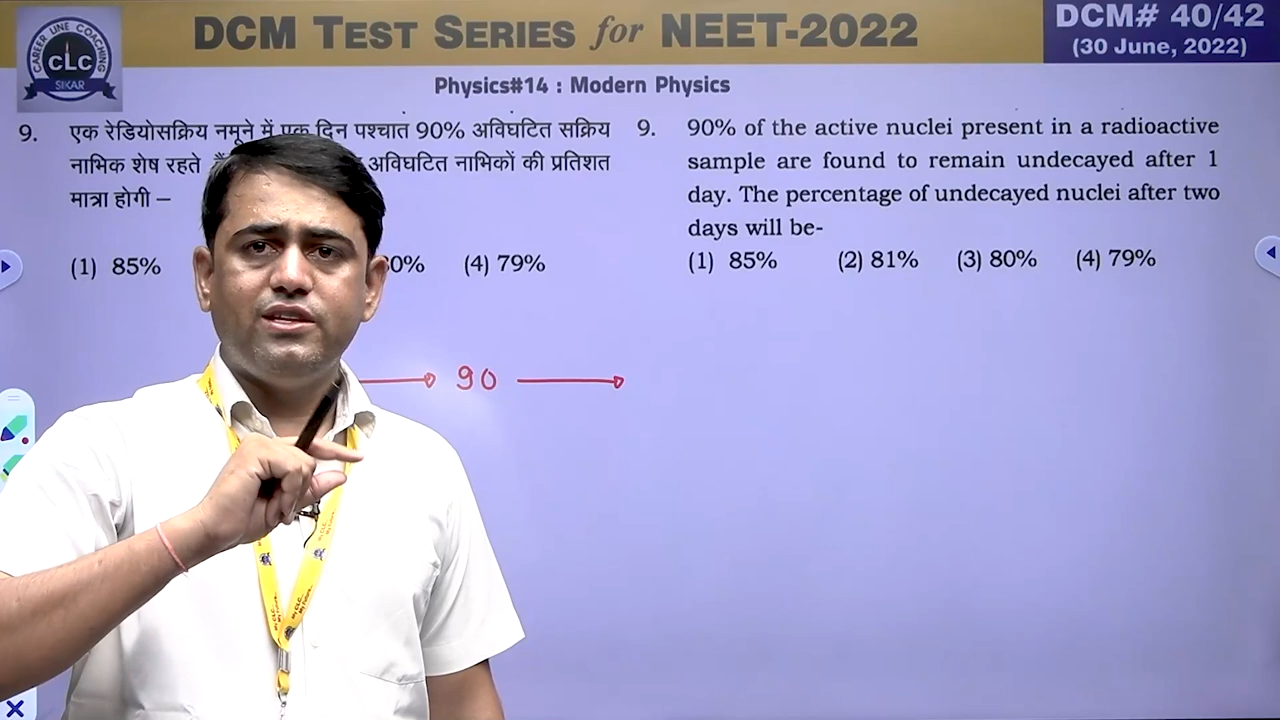 DCM TEST SERIES for NEET-2022
DCM# 40/42
(30 June, 2022)
CAREER LINE COACHING
CLC
SIKAR
Physics#14 : Modern Physics
9. एक रेडियोसक्रिय नमूने में एक दिन पश्चात 90% अविघटित सक्रिय
नाभिक शेष रहते अविघटित नाभिकों की प्रतिशत
मात्रा होगी –
(1) 85% 0% (4) 79%
9. 90% of the active nuclei present in a radioactive
sample are found to remain undecayed after 1
day. The percentage of undecayed nuclei after two
days will be-
(1) 85% (2) 81% (3) 80% (4) 79%
90